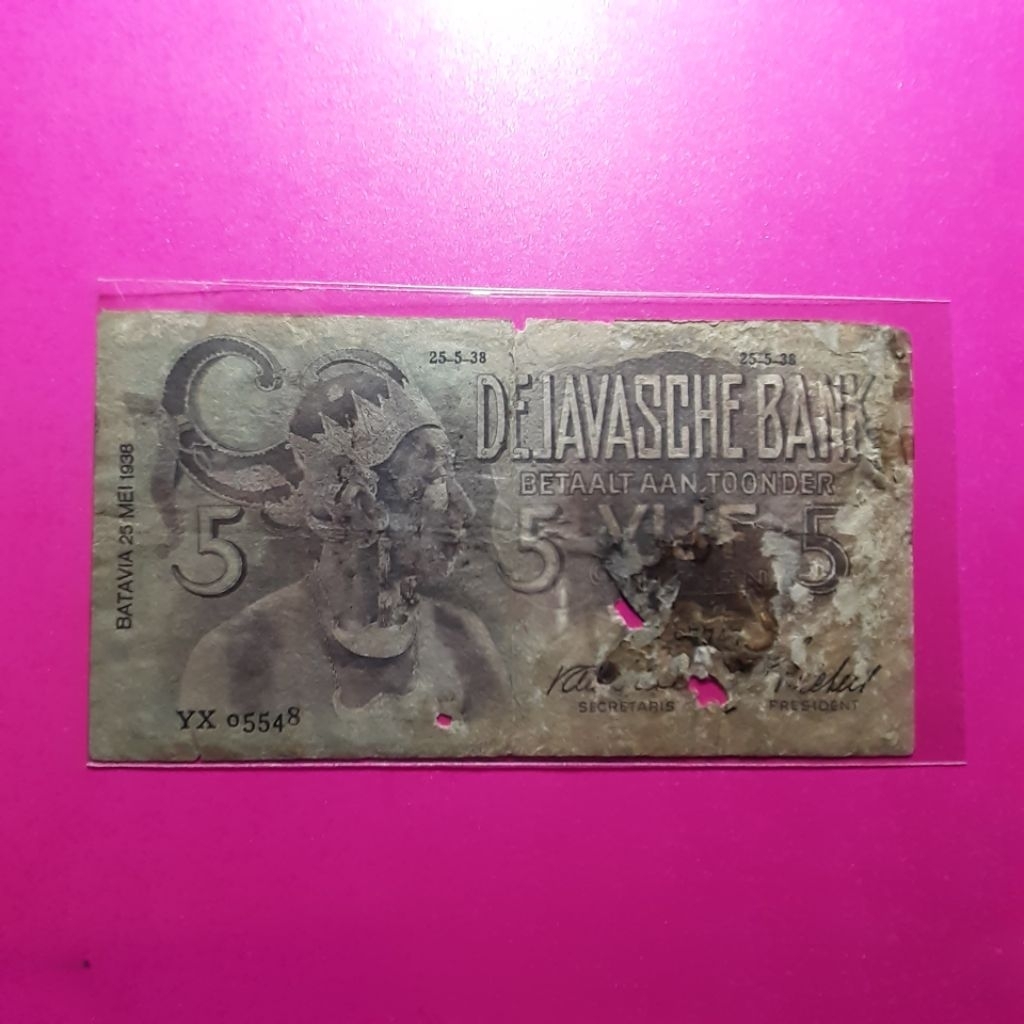 25-5-38
25-5-38
DE JAVASCHE BANK
BETAALT AAN TOONDER
5
5 VIJF 5
BATAVIA 25 MEI 1938
SECRETARIS
PRESIDENT
YX 05548